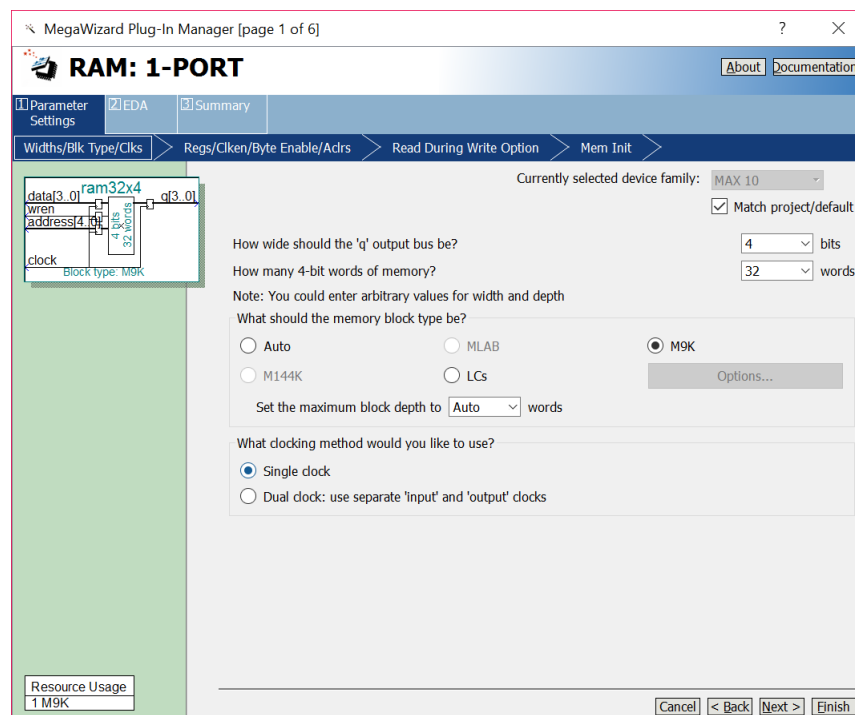 MegaWizard Plug-In Manager [page 1 of 6]
RAM: 1-PORT
About Documentation
1 Parameter Settings
2 EDA
3 Summary
Widths/Blk Type/Clks
Regs/Clken/Byte Enable/Aclrs
Read During Write Option
Mem Init
ram32x4
data[3..0]
q[3..0]
wren
address[4..0]
4 bits
32 words
clock
Block type: M9K
Currently selected device family: MAX 10
Match project/default
How wide should the 'q' output bus be? 4 bits
How many 4-bit words of memory? 32 words
Note: You could enter arbitrary values for width and depth
What should the memory block type be?
Auto MLAB M9K
M144K LCs Options...
Set the maximum block depth to Auto words
What clocking method would you like to use?
Single clock
Dual clock: use separate 'input' and 'output' clocks
Resource Usage
1 M9K
Cancel < Back Next > Finish